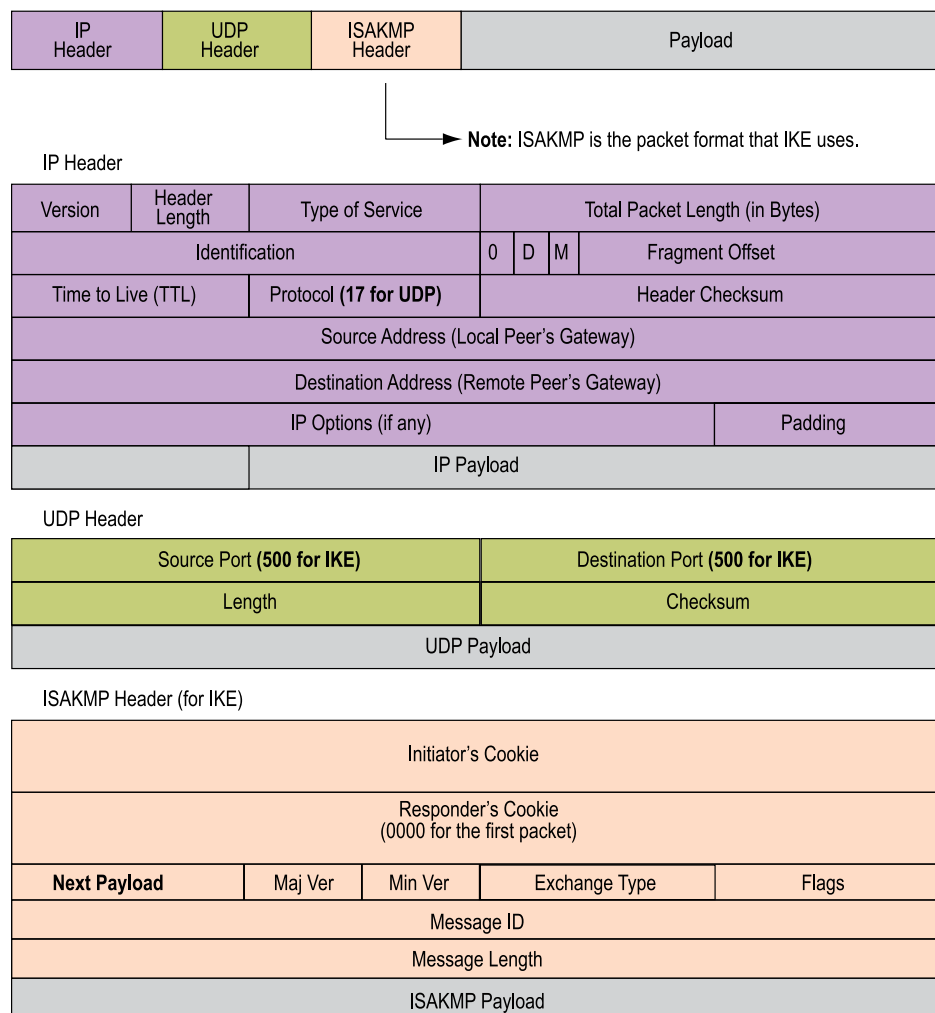 IP Header
UDP Header
ISAKMP Header
Payload
Note: ISAKMP is the packet format that IKE uses.
IP Header
Version
Header Length
Type of Service
Total Packet Length (in Bytes)
Identification
0
D
M
Fragment Offset
Time to Live (TTL)
Protocol (17 for UDP)
Header Checksum
Source Address (Local Peer's Gateway)
Destination Address (Remote Peer's Gateway)
IP Options (if any)
Padding
IP Payload
UDP Header
Source Port (500 for IKE)
Destination Port (500 for IKE)
Length
Checksum
UDP Payload
ISAKMP Header (for IKE)
Initiator's Cookie
Responder's Cookie
(0000 for the first packet)
Next Payload
Maj Ver
Min Ver
Exchange Type
Flags
Message ID
Message Length
ISAKMP Payload